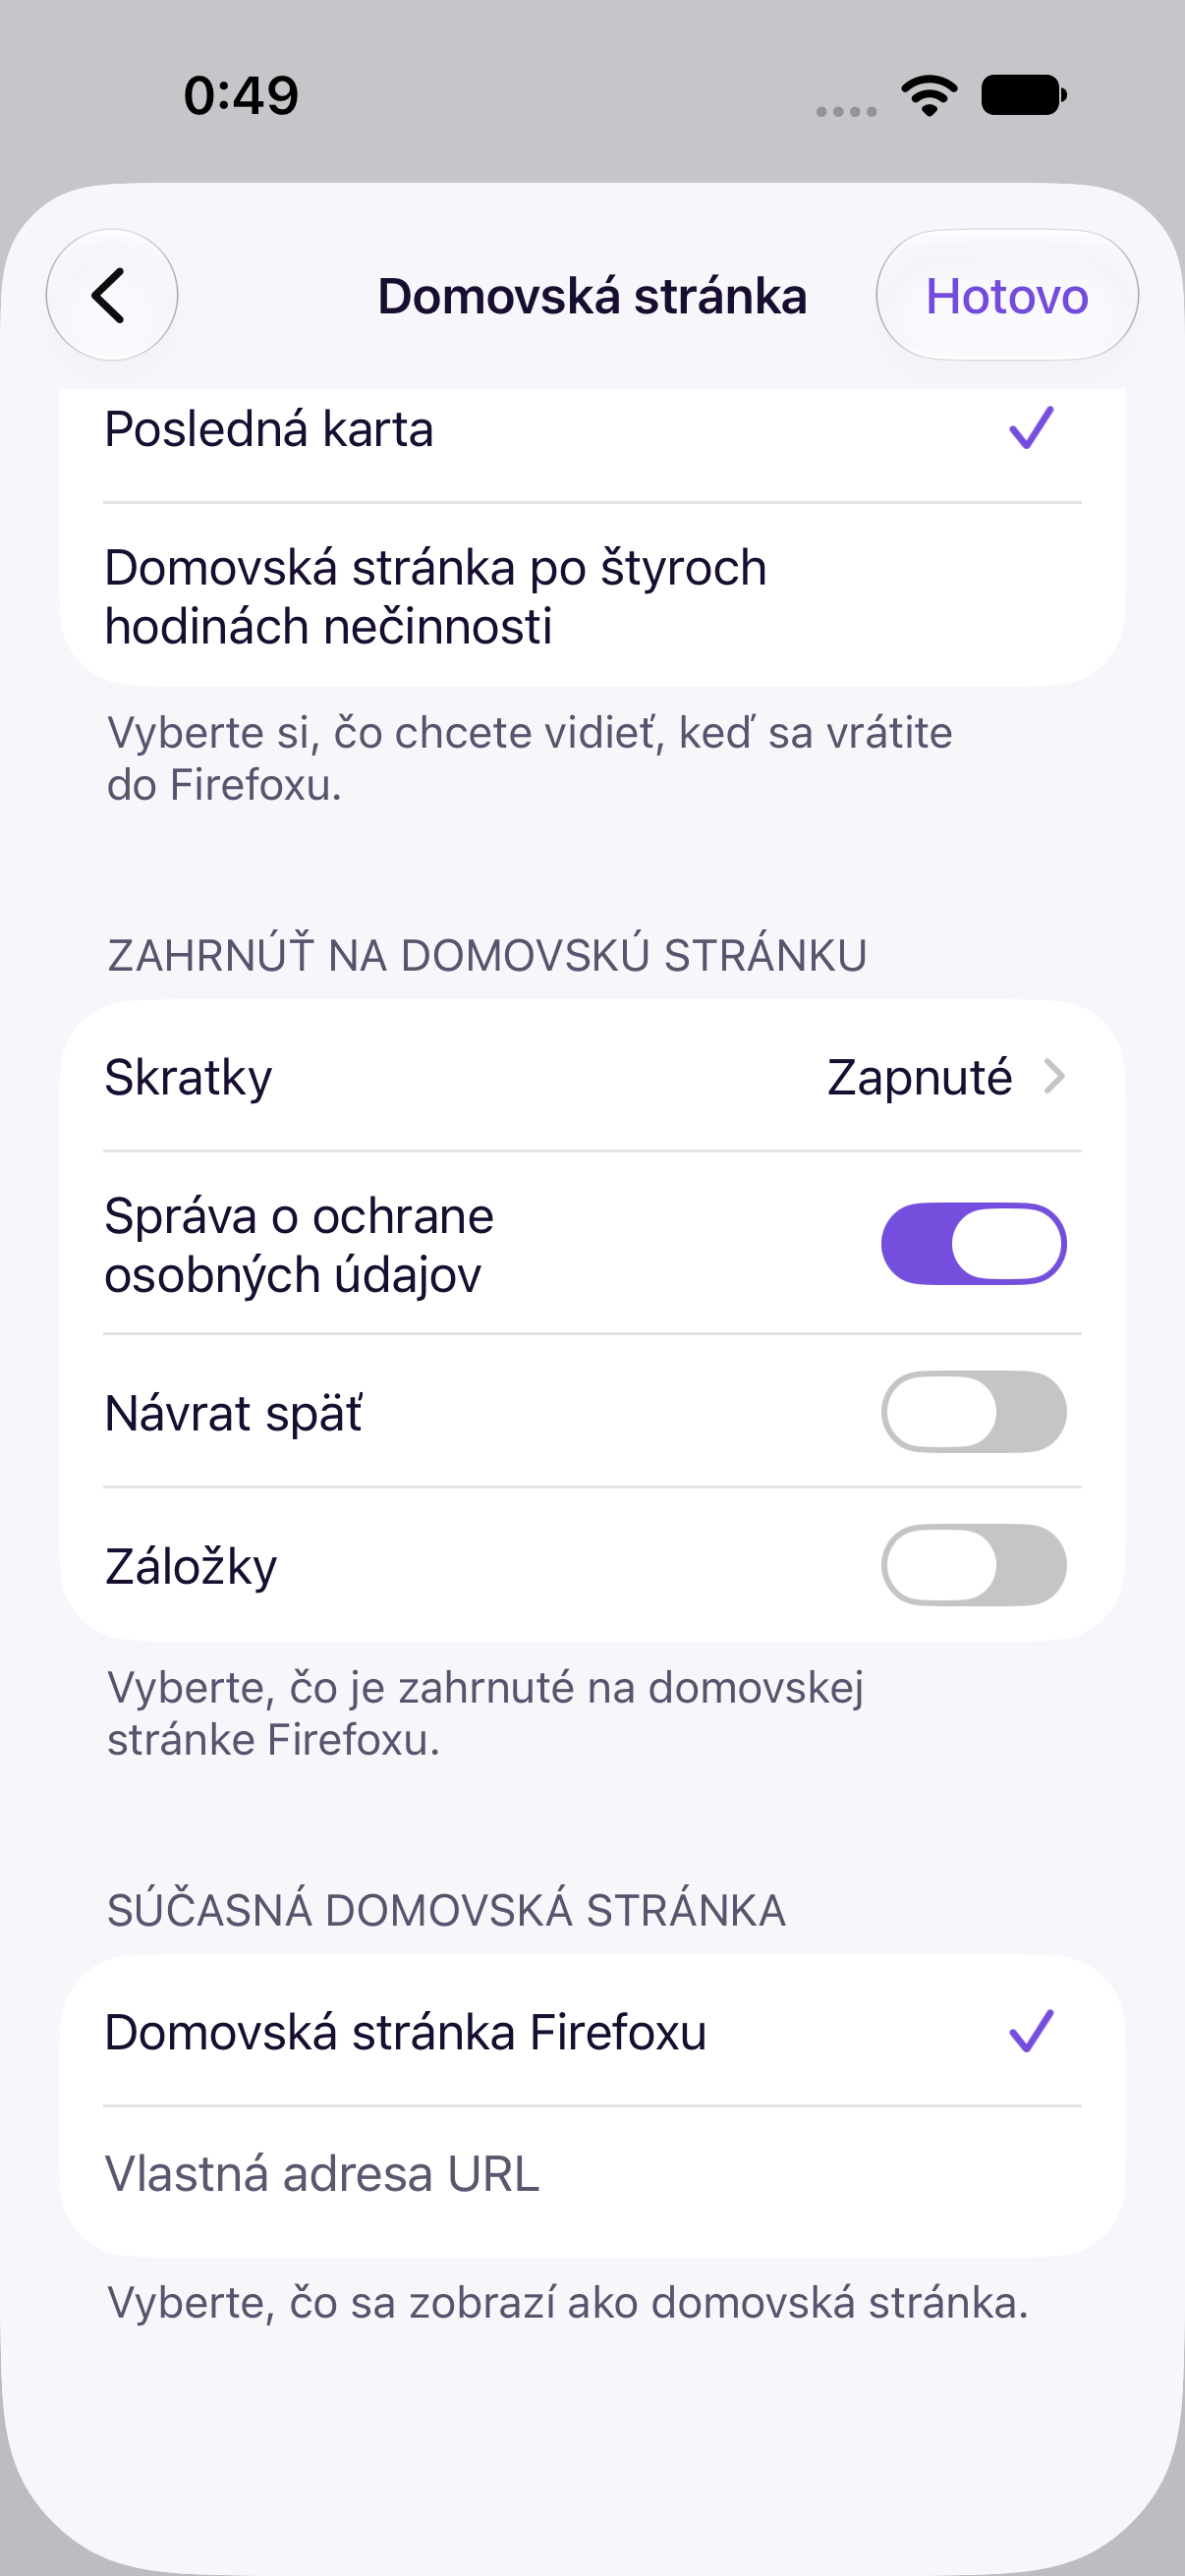 0:49
Domovská stránka
Hotovo
Posledná karta
Domovská stránka po štyroch
hodinách nečinnosti
Vyberte si, čo chcete vidieť, keď sa vrátite
do Firefoxu.
ZAHRNÚŤ NA DOMOVSKÚ STRÁNKU
Skratky
Zapnuté
Správa o ochrane
osobných údajov
Návrat späť
Záložky
Vyberte, čo je zahrnuté na domovskej
stránke Firefoxu.
SÚČASNÁ DOMOVSKÁ STRÁNKA
Domovská stránka Firefoxu
Vlastná adresa URL
Vyberte, čo sa zobrazí ako domovská stránka.